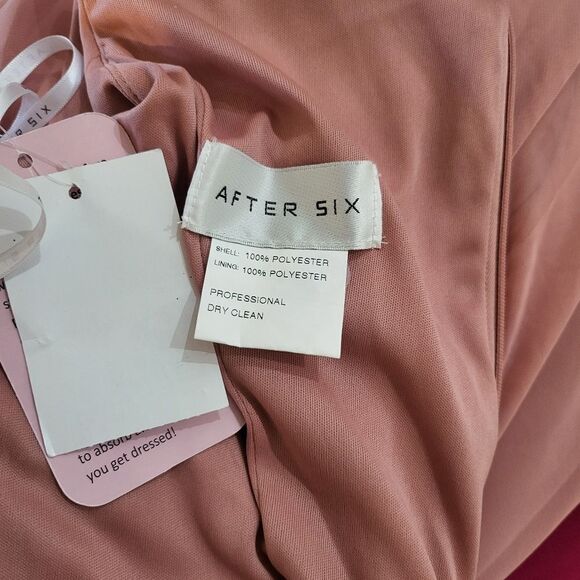 AFTER SIX
SHELL: 100% POLYESTER
LINING: 100% POLYESTER
PROFESSIONAL
DRY CLEAN
to absorb
you get dressed!